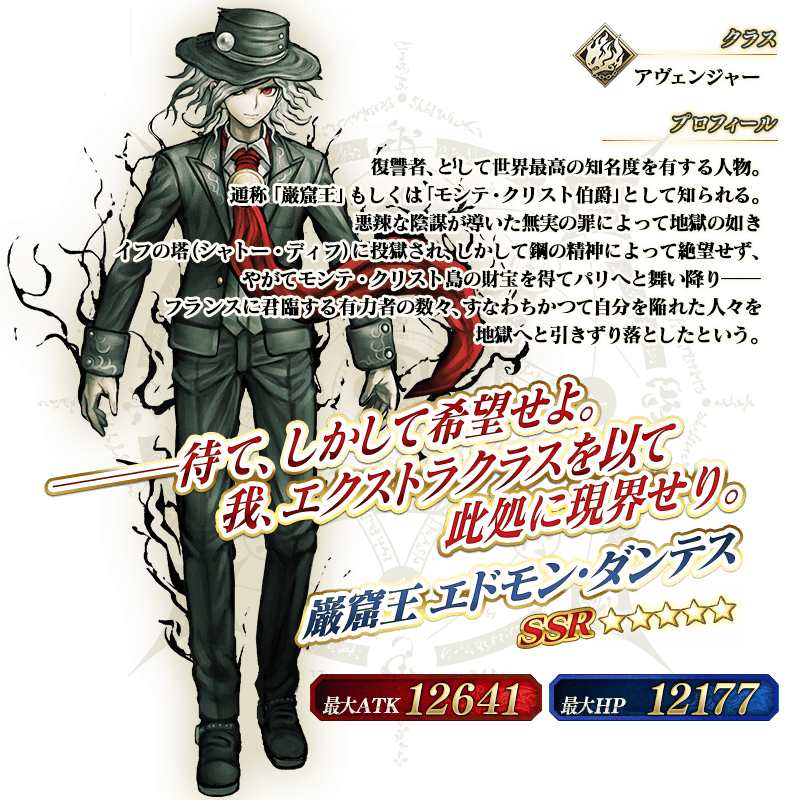 クラス
アヴェンジャー
プロフィール
復讐者、として世界最高の知名度を有する人物。
通称「巌窟王」もしくは「モンテ・クリスト伯爵」として知られる。
悪辣な陰謀が導いた無実の罪によって地獄の如き
イフの塔(シャトー・ディフ)に投獄され、しかして鋼の精神によって絶望せず、
やがてモンテ・クリスト島の財宝を得てパリへと舞い降り――
フランスに君臨する有力者の数々、すなわちかつて自分を陥れた人々を
地獄へと引きずり落としたという。
――待て、しかして希望せよ。
我、エクストラクラスを以て
此処に現界せり。
巌窟王 エドモン・ダンテス
SSR ☆☆☆☆☆
最大ATK 12641
最大HP 12177